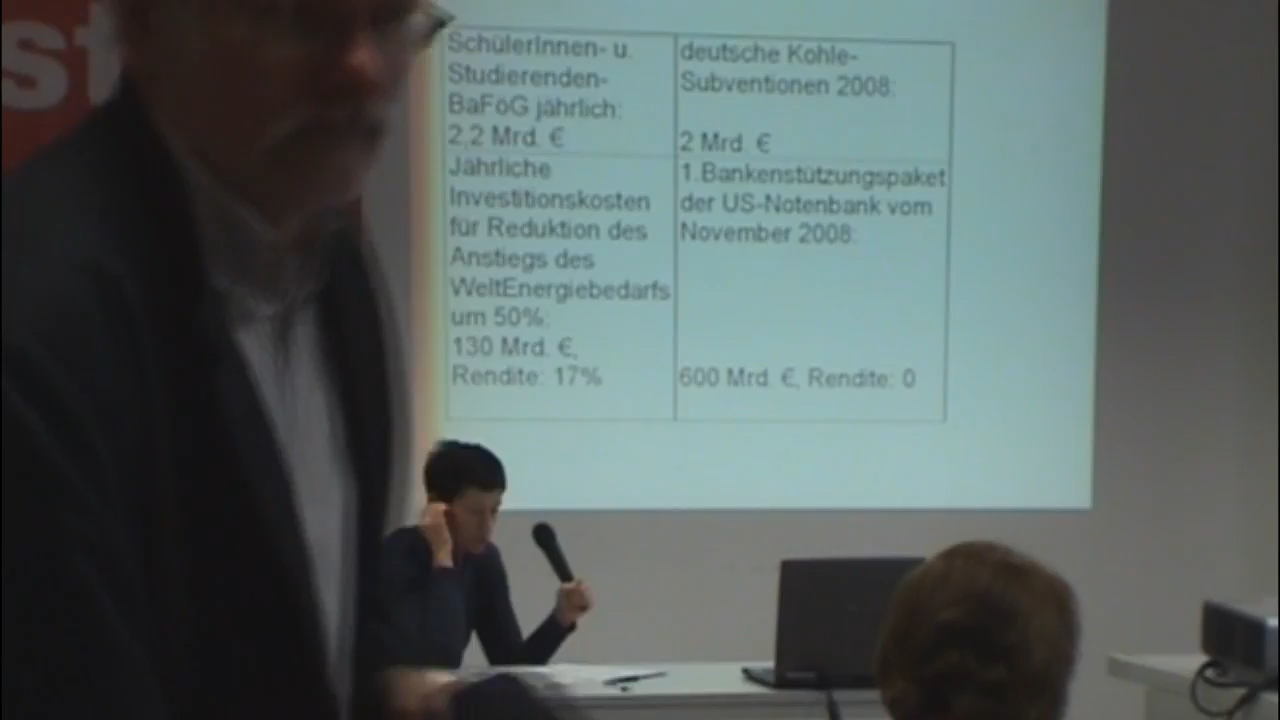 st
SchülerInnen- u.
Studierenden-
BaFöG jährlich:
2,2 Mrd. €
deutsche Kohle-
Subventionen 2008:
2 Mrd. €
Jährliche
Investitionskosten
für Reduktion des
Anstiegs des
WeltEnergiebedarfs
um 50%:
130 Mrd. €,
Rendite: 17%
1.Bankenstützungspaket
der US-Notenbank vom
November 2008:
600 Mrd. €, Rendite: 0